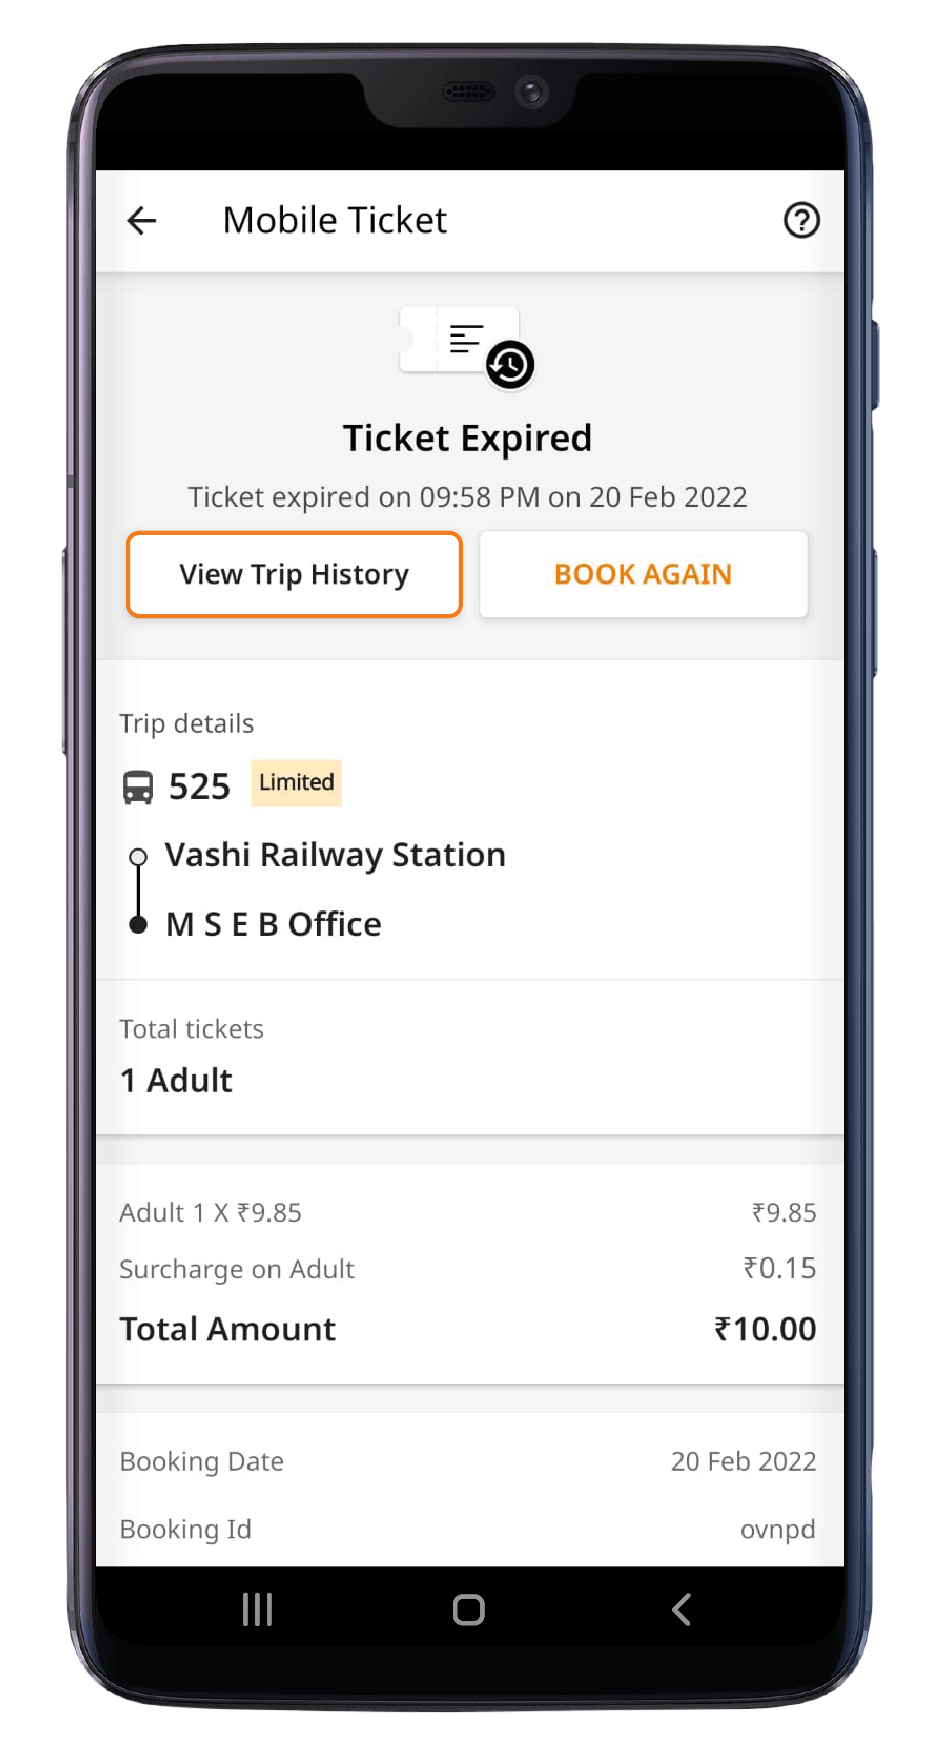 Mobile Ticket
Ticket Expired
Ticket expired on 09:58 PM on 20 Feb 2022
View Trip History
BOOK AGAIN
Trip details
525 Limited
Vashi Railway Station
M S E B Office
Total tickets
1 Adult
Adult 1 X ₹9.85 ₹9.85
Surcharge on Adult ₹0.15
Total Amount ₹10.00
Booking Date 20 Feb 2022
Booking Id ovnpd